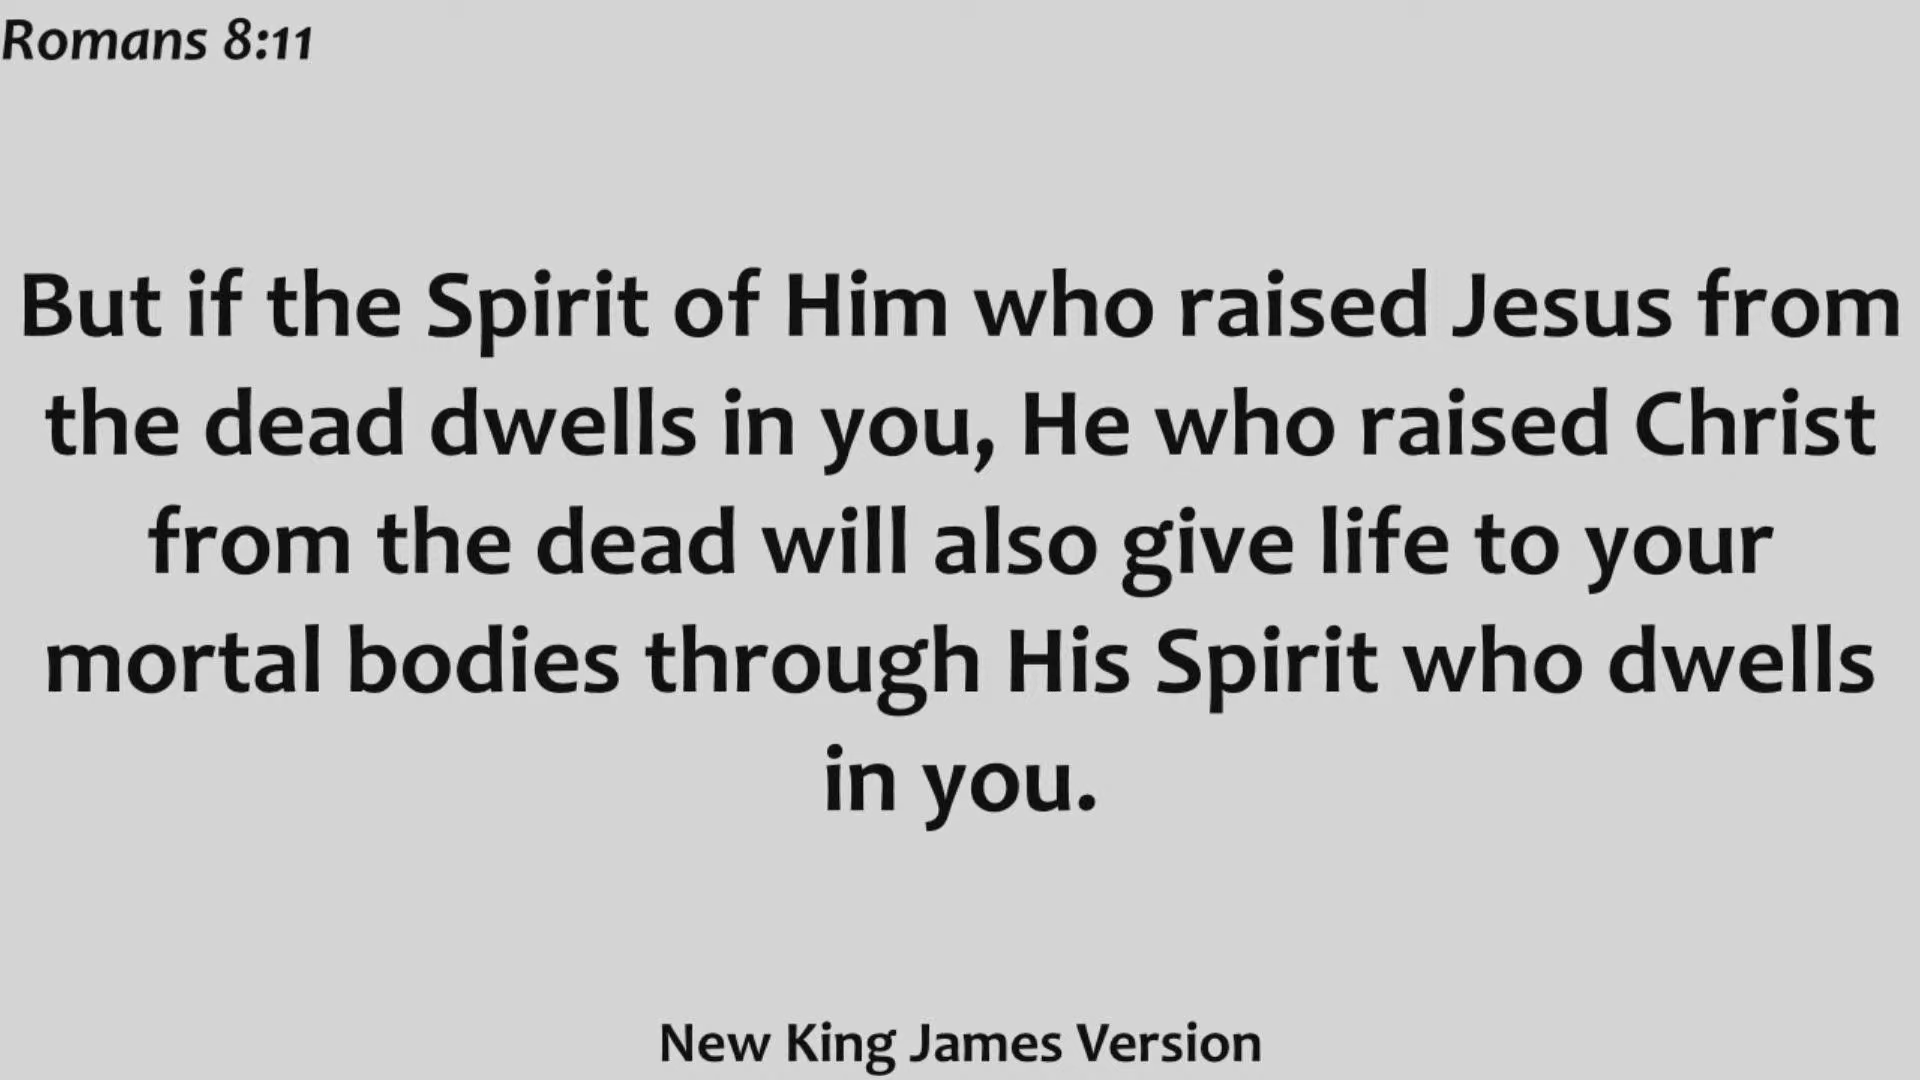 Romans 8:11
But if the Spirit of Him who raised Jesus from
the dead dwells in you, He who raised Christ
from the dead will also give life to your
mortal bodies through His Spirit who dwells
in you.
New King James Version